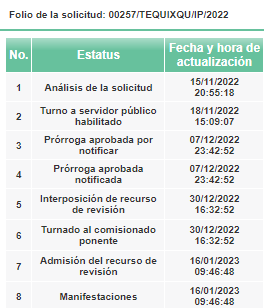 Folio de la solicitud: 00257/TEQUIXQU/IP/2022
No. Estatus Fecha y hora de
actualización
1 Análisis de la solicitud 15/11/2022
20:55:18
2 Turno a servidor público
habilitado 18/11/2022
15:09:07
3 Prórroga aprobada por
notificar 07/12/2022
23:42:52
4 Prórroga aprobada
notificada 07/12/2022
23:42:52
5 Interposición de recurso
de revisión 30/12/2022
16:32:52
6 Turnado al comisionado
ponente 30/12/2022
16:32:52
7 Admisión del recurso de
revisión 16/01/2023
09:46:48
8 Manifestaciones 16/01/2023
09:46:48